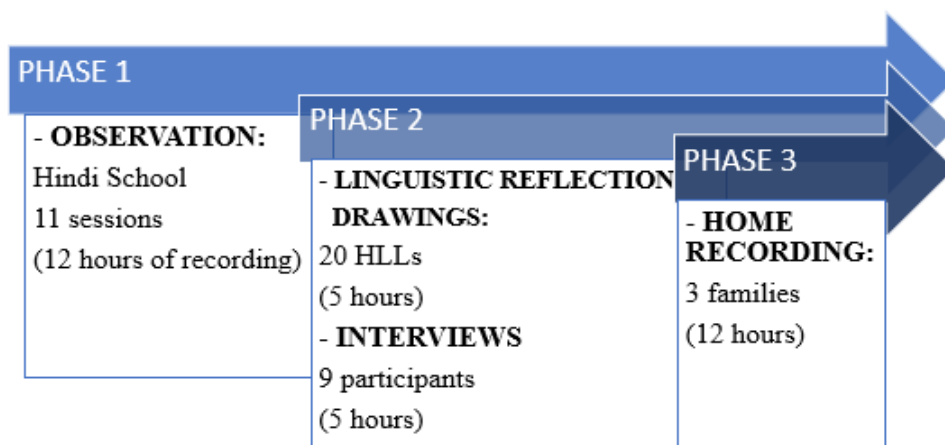 PHASE 1
- OBSERVATION:
Hindi School
11 sessions
(12 hours of recording)
PHASE 2
- LINGUISTIC REFLECTION
DRAWINGS:
20 HLLs
(5 hours)
- INTERVIEWS
9 participants
(5 hours)
PHASE 3
- HOME
RECORDING:
3 families
(12 hours)